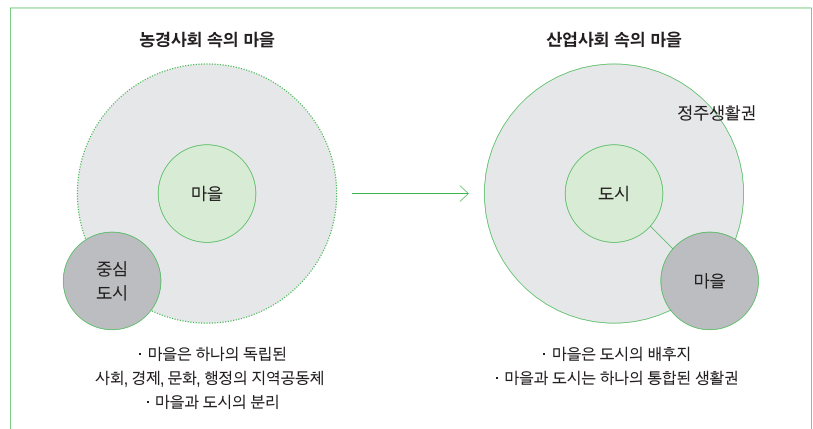 농경사회 속의 마을
마을
중심
도시
· 마을은 하나의 독립된
사회, 경제, 문화, 행정의 지역공동체
· 마을과 도시의 분리
산업사회 속의 마을
정주생활권
도시
마을
· 마을은 도시의 배후지
· 마을과 도시는 하나의 통합된 생활권